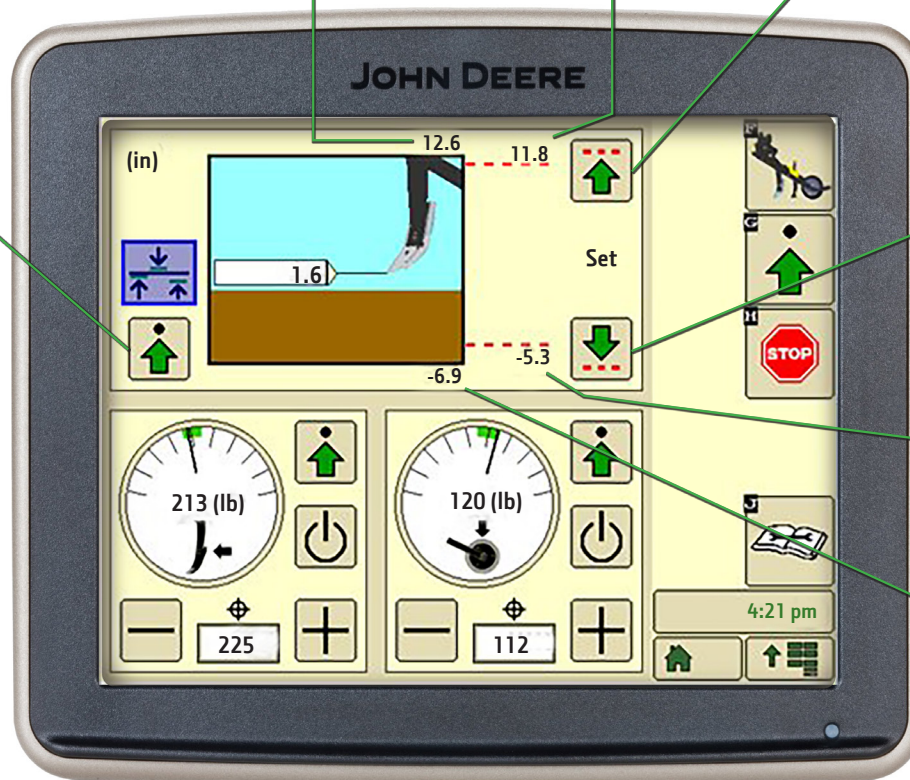 JOHN DEERE
(in)
12.6
11.8
F
1.6
Set
G
H
STOP
-5.3
-6.9
213 (lb)
120 (lb)
J
225
112
4:21 pm